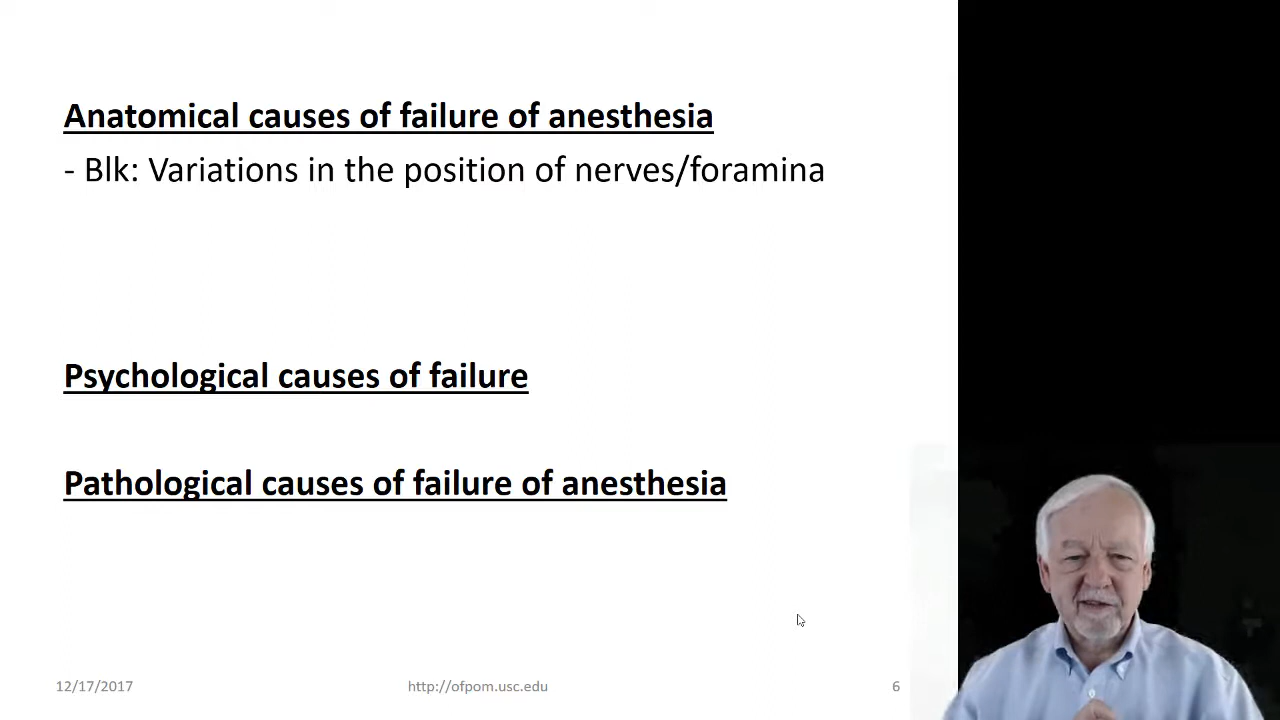 Anatomical causes of failure of anesthesia
- Blk: Variations in the position of nerves/foramina
Psychological causes of failure
Pathological causes of failure of anesthesia
12/17/2017
http://ofpom.usc.edu
6